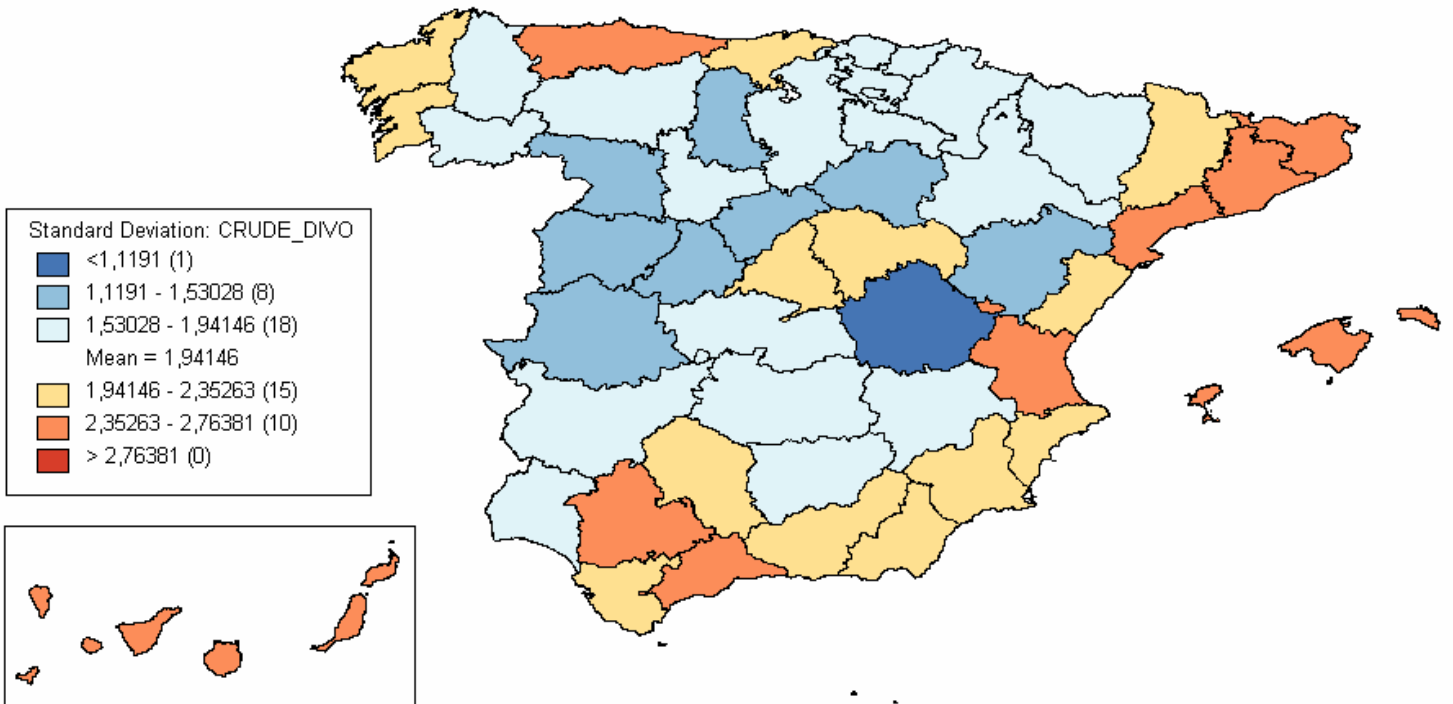 Standard Deviation: CRUDE_DIVO
<1,1191 (1)
1,1191 - 1,53028 (8)
1,53028 - 1,94146 (18)
Mean = 1,94146
1,94146 - 2,35263 (15)
2,35263 - 2,76381 (10)
> 2,76381 (0)